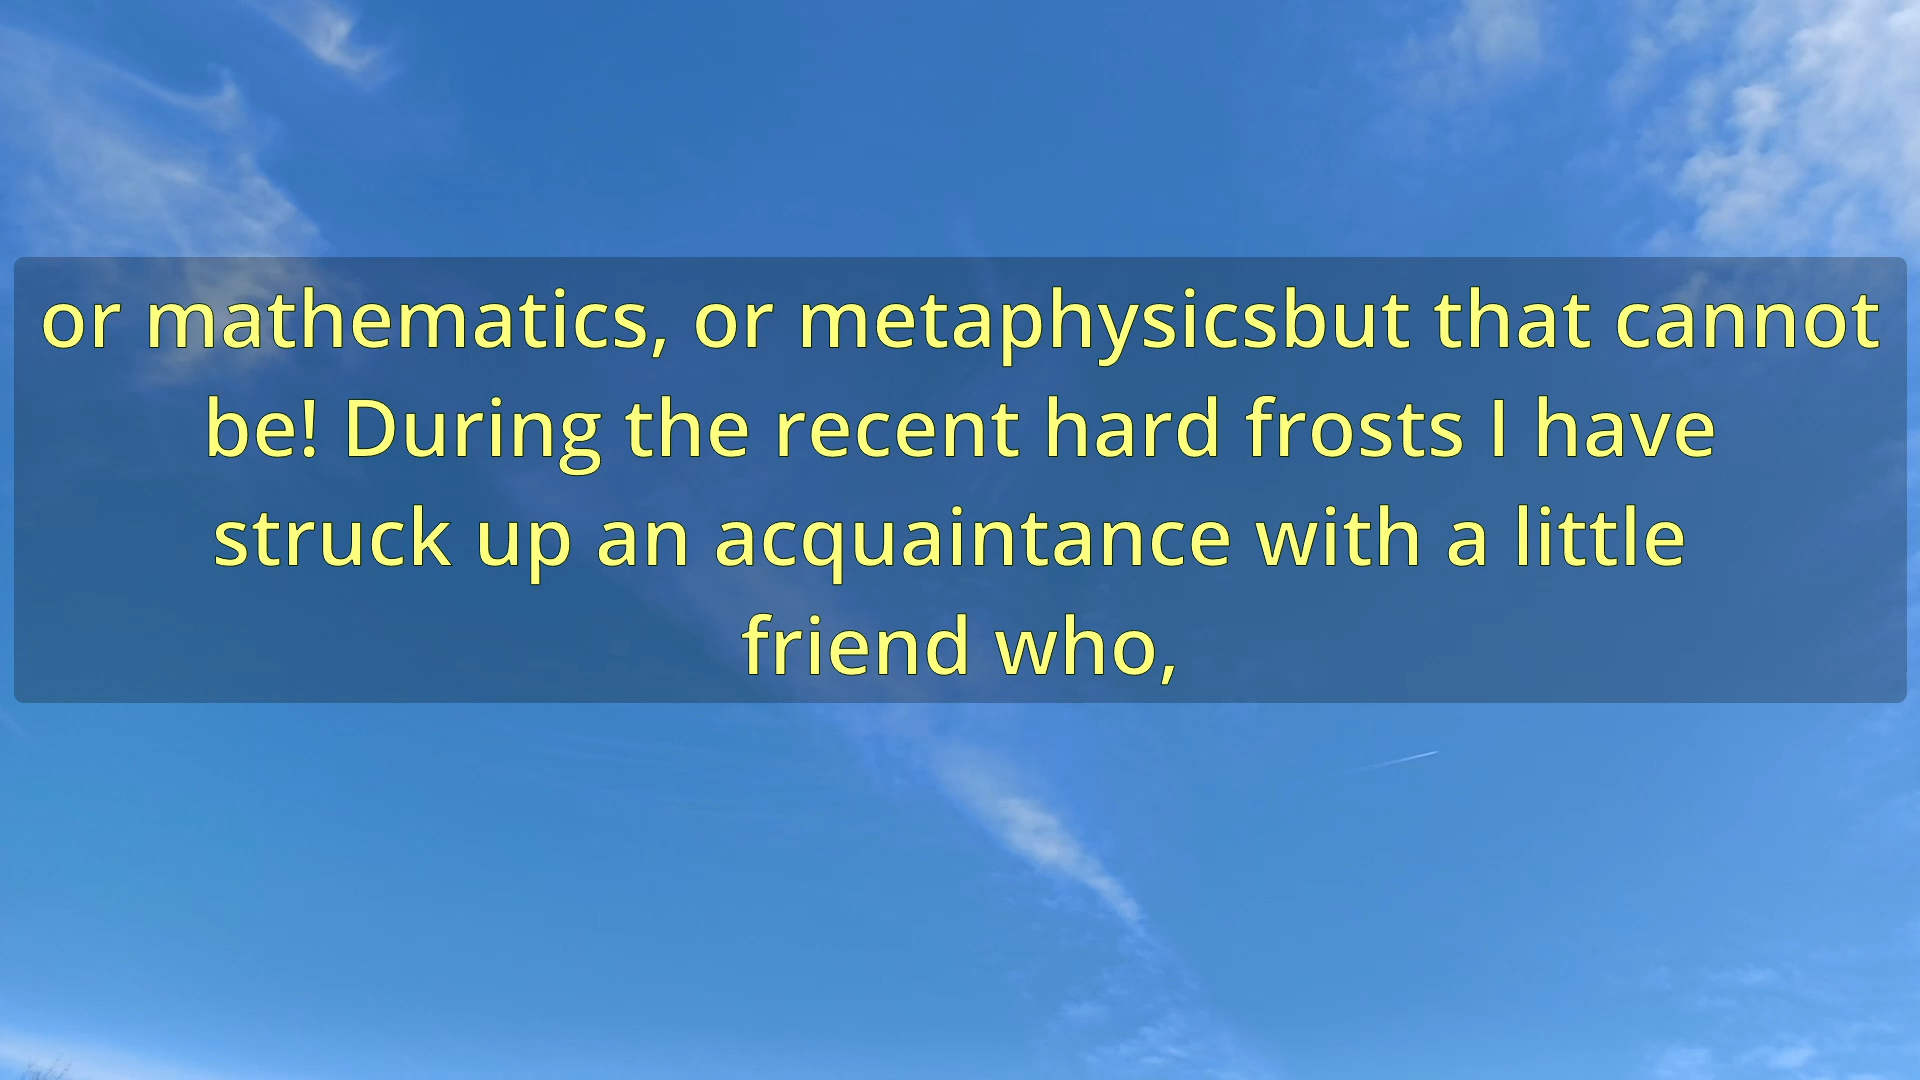 or mathematics, or metaphysicsbut that cannot
be! During the recent hard frosts I have
struck up an acquaintance with a little
friend who,